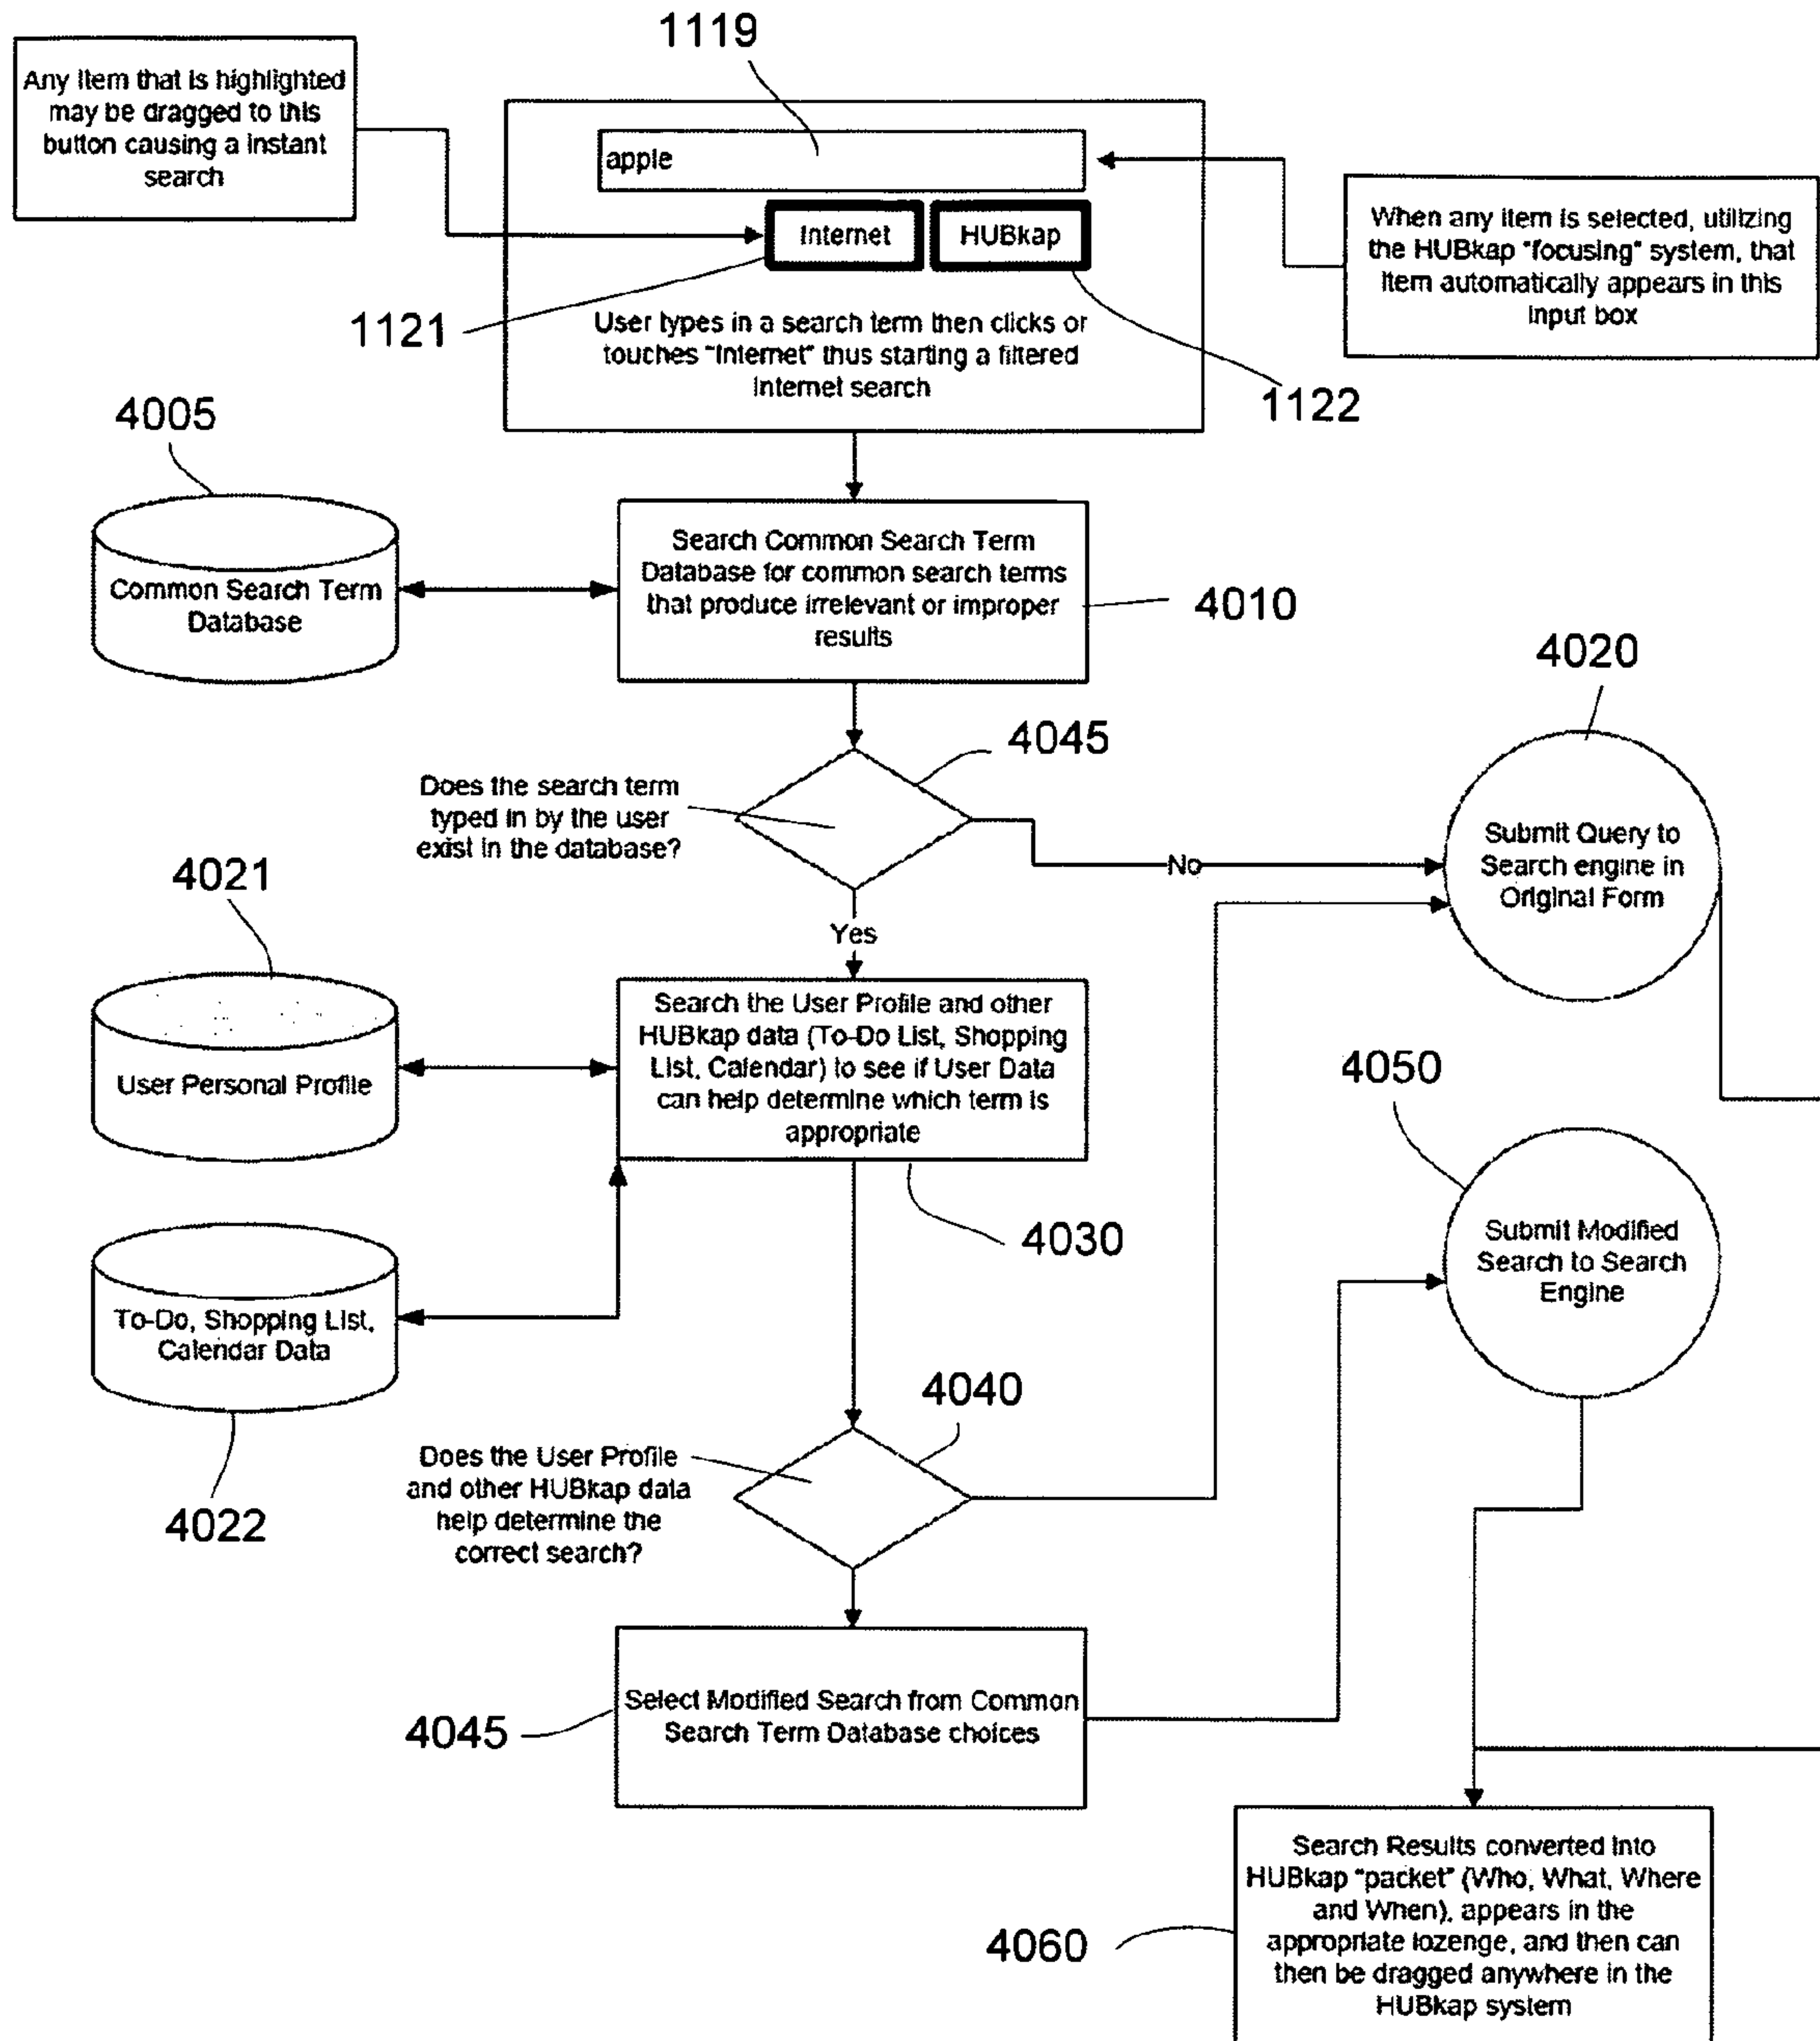 1119
Any item that is highlighted
may be dragged to this
button causing a instant
search
apple
Internet
HUBkap
When any item is selected, utilizing
the HUBkap "focusing" system, that
item automatically appears in this
input box
1121
User types in a search term then clicks or
touches "Internet" thus starting a filtered
Internet search
1122
4005
Common Search Term
Database
Search Common Search Term
Database for common search terms
that produce irrelevant or improper
results
4010
4020
4045
Does the search term
typed in by the user
exist in the database?
No
Submit Query to
Search engine in
Original Form
4021
Yes
User Personal Profile
Search the User Profile and other
HUBkap data (To-Do List, Shopping
List, Calendar) to see if User Data
can help determine which term is
appropriate
4050
4030
To-Do, Shopping List,
Calendar Data
Submit Modified
Search to Search
Engine
4022
4040
Does the User Profile
and other HUBkap data
help determine the
correct search?
4045
Select Modified Search from Common
Search Term Database choices
4060
Search Results converted into
HUBkap "packet" (Who, What, Where
and When), appears in the
appropriate lozenge, and then can
then be dragged anywhere in the
HUBkap system